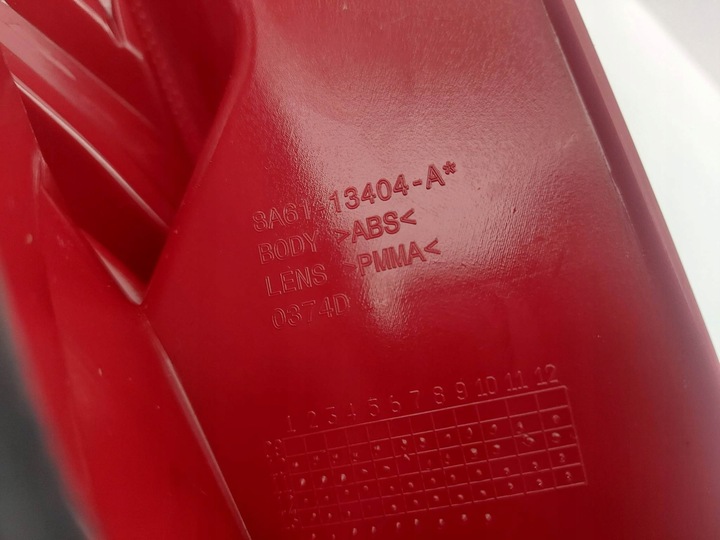 8A61-13404-A*
BODY >ABS<
LENS >PMMA<
0374D
1 2 3 4 5 6 7 8 9 10 11 12